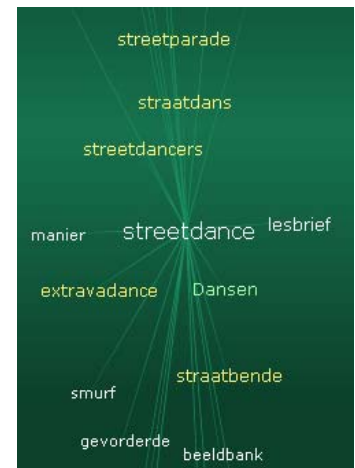 streetparade
straatdans
streetdancers
manier streetdance lesbrief
extravadance Dansen
straatbende
smurf
gevorderde
beeldbank